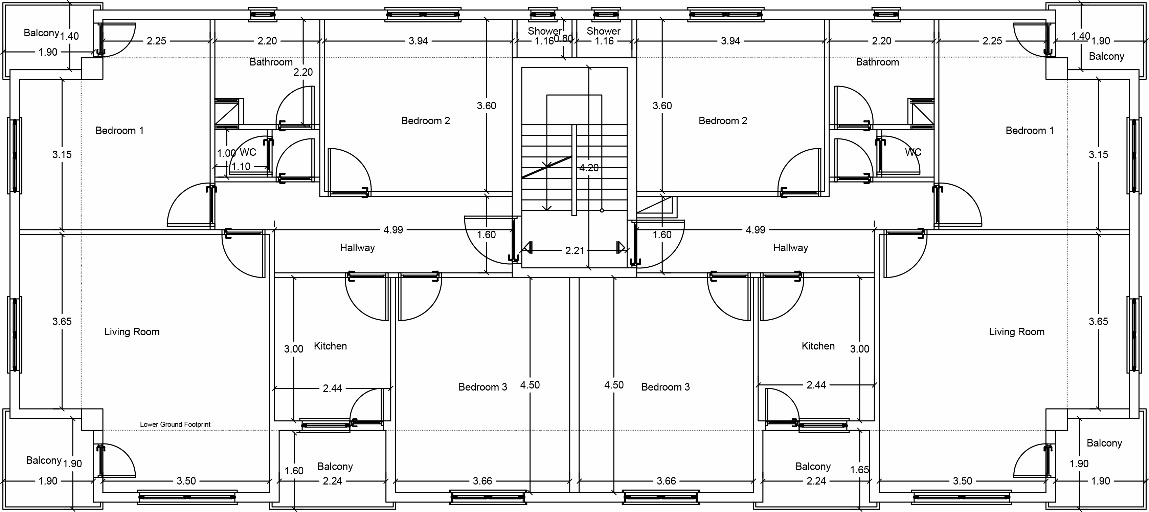 Balcony 1.40
1.90
2.25
2.20
3.94
Shower
1.16
0.80
Shower
1.16
3.94
2.20
2.25
1.40
1.90
Balcony
Bathroom
2.20
Bathroom
3.60
3.60
Bedroom 1
Bedroom 2
Bedroom 2
Bedroom 1
3.15
1.00
WC
1.10
4.20
WC
3.15
4.99
1.60
Hallway
2.21
1.60
4.99
Hallway
3.65
Living Room
3.00
Kitchen
2.44
Bedroom 3
4.50
4.50
Bedroom 3
Kitchen
3.00
2.44
Living Room
3.65
Lower Ground Footprint
Balcony 1.90
1.90
3.50
1.60
Balcony
2.24
3.66
3.66
Balcony
1.65
2.24
3.50
Balcony
1.90
1.90